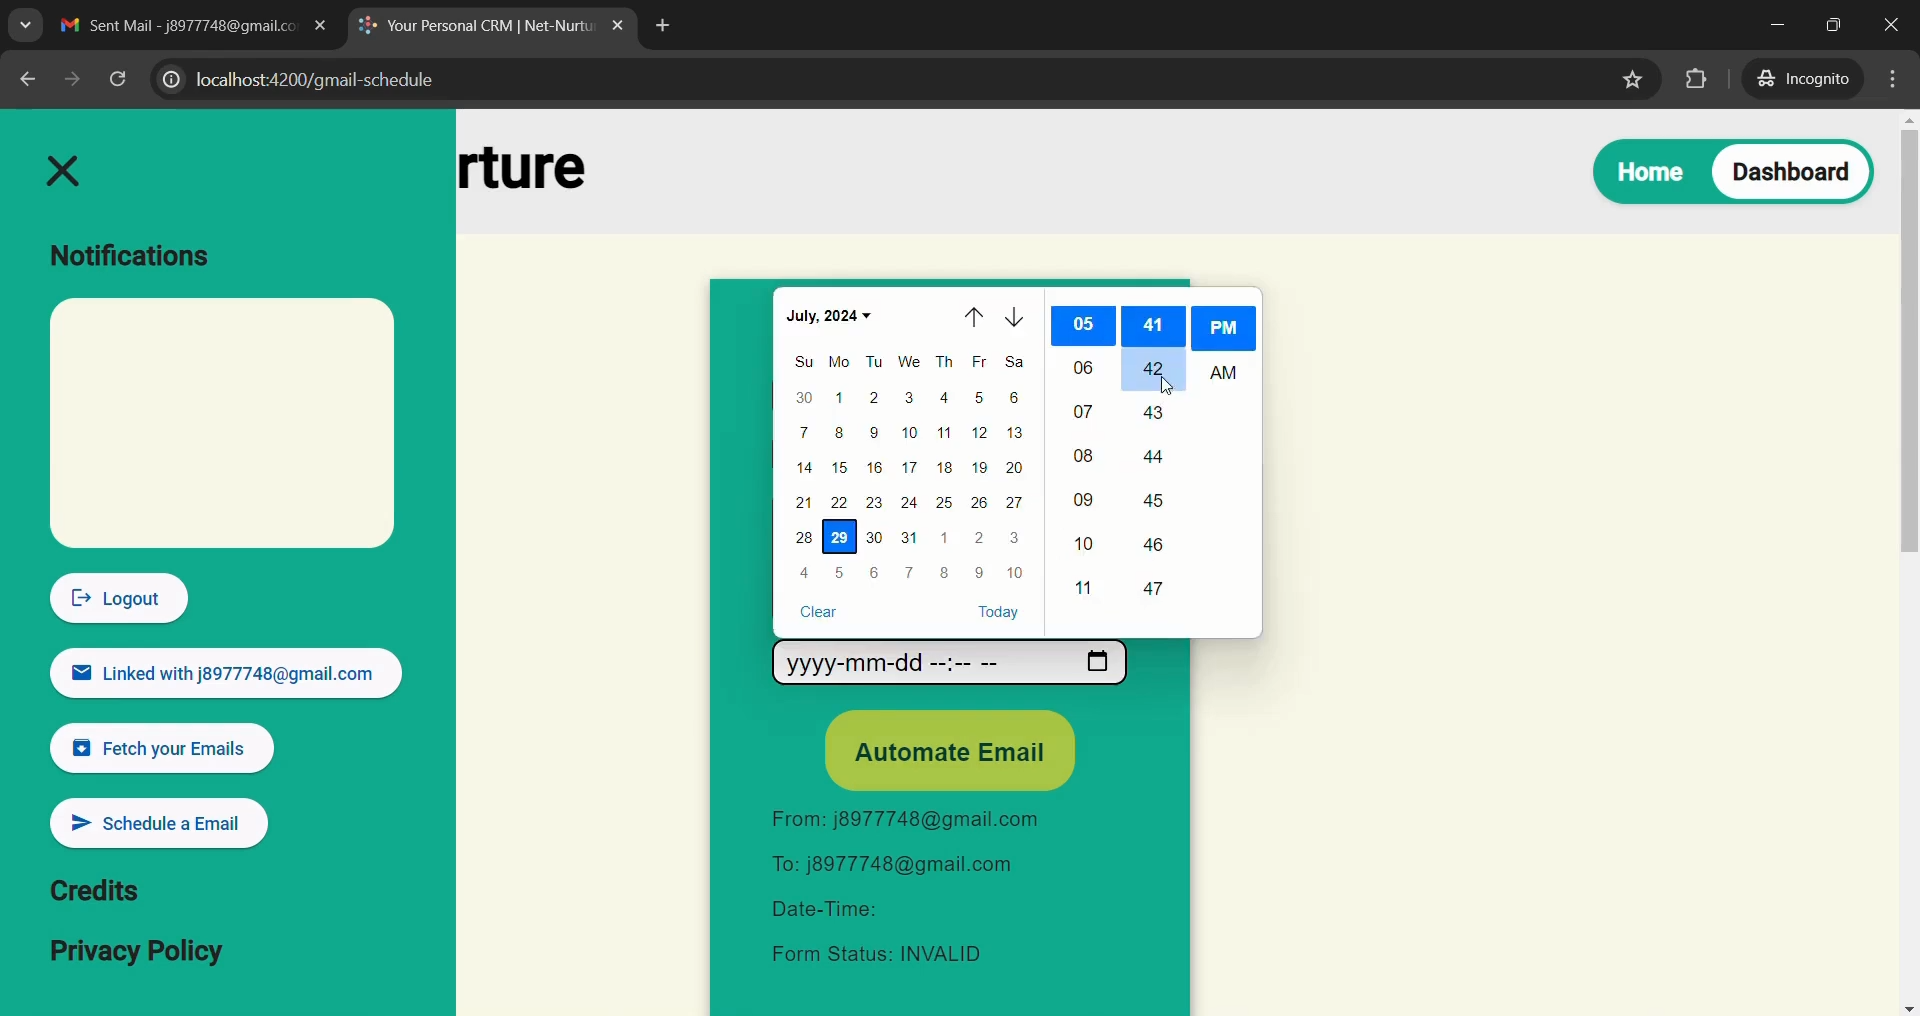 Sent Mail - j8977748@gmail.co
Your Personal CRM | Net-Nurtu
localhost:4200/gmail-schedule
Incognito
rture
Home
Dashboard
Notifications
Logout
Linked with j8977748@gmail.com
Fetch your Emails
Schedule a Email
Credits
Privacy Policy
July, 2024
Su Mo Tu We Th Fr Sa
30 1 2 3 4 5 6
7 8 9 10 11 12 13
14 15 16 17 18 19 20
21 22 23 24 25 26 27
28 29 30 31 1 2 3
4 5 6 7 8 9 10
Clear Today
05 41 PM
06 42 AM
07 43
08 44
09 45
10 46
11 47
yyyy-mm-dd --:-- --
Automate Email
From: j8977748@gmail.com
To: j8977748@gmail.com
Date-Time:
Form Status: INVALID